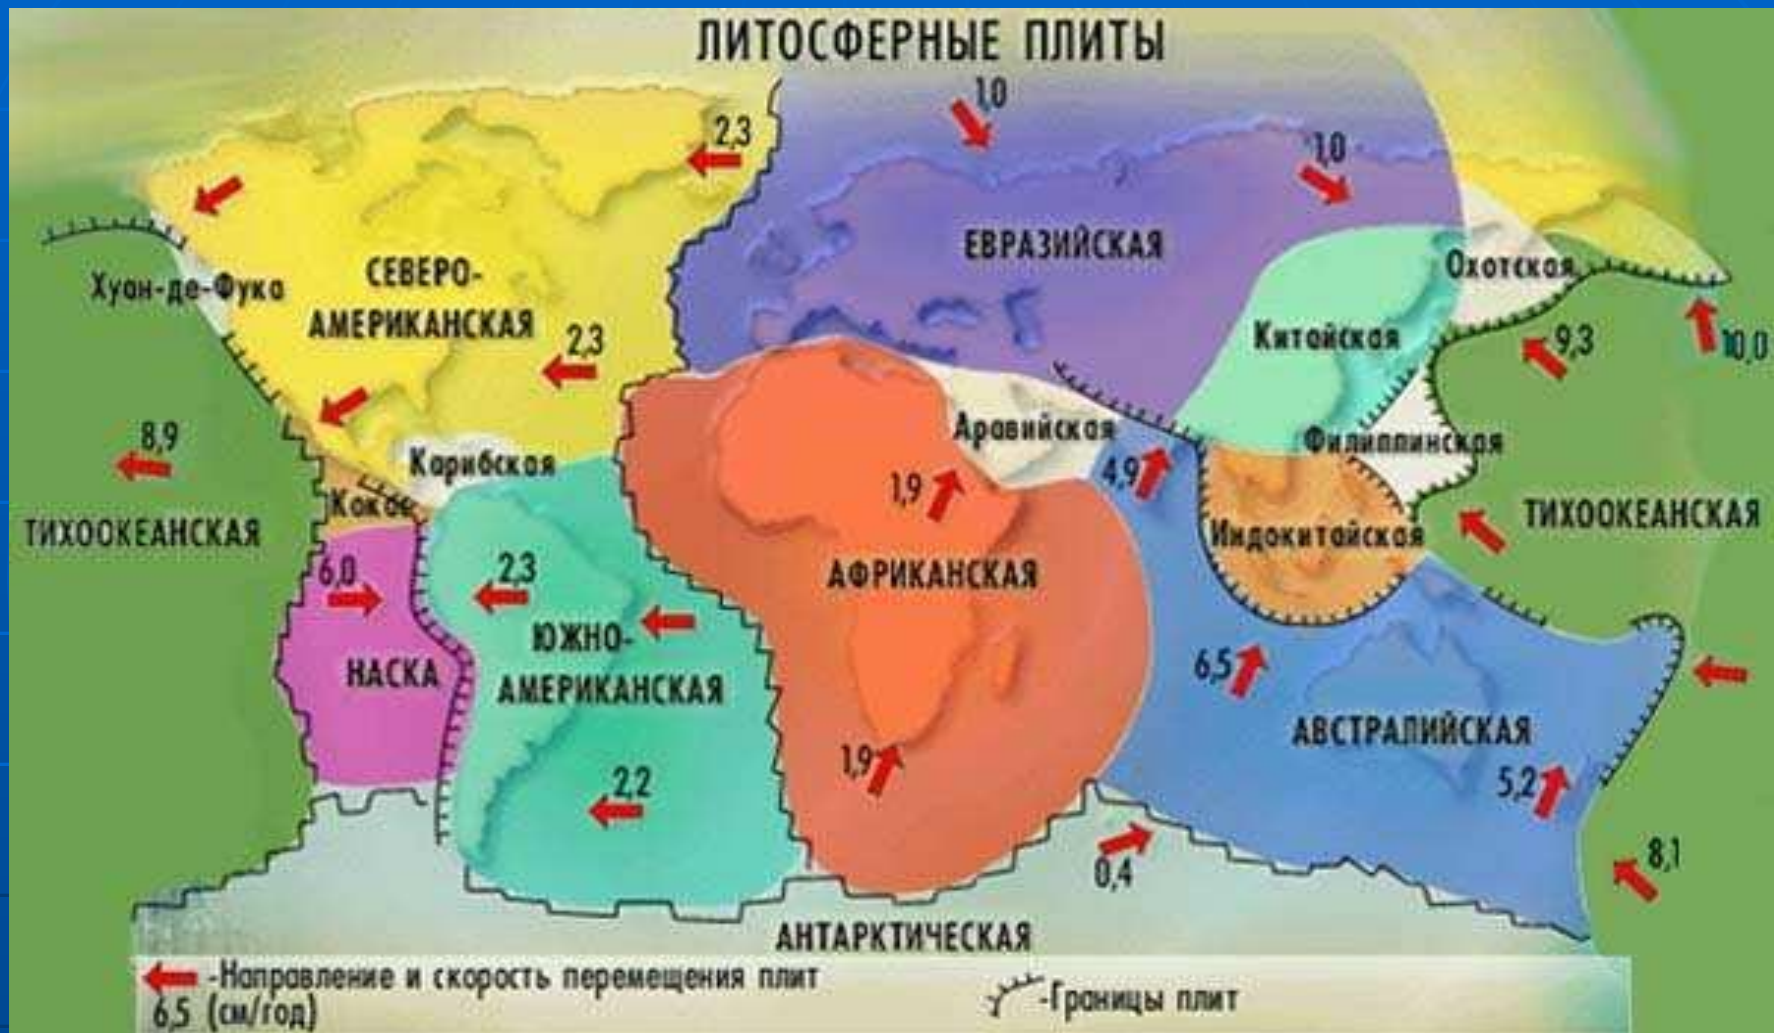 ЛИТОСФЕРНЫЕ ПЛИТЫ
1,0
2,3
1,0
ЕВРАЗИЙСКАЯ
Охотская
Хуан-де-Фука
СЕВЕРО-
АМЕРИКАНСКАЯ
2,3
Китайская
9,3
10,0
8,9
Карибская
Аравийская
Филиппинская
4,9
1,9
Кокос
ТИХООКЕАНСКАЯ
ТИХООКЕАНСКАЯ
Индокитайская
6,0
2,3
АФРИКАНСКАЯ
ЮЖНО-
АМЕРИКАНСКАЯ
НАСКА
6,5
АВСТРАЛИЙСКАЯ
1,9
2,2
5,2
8,1
0,4
АНТАРКТИЧЕСКАЯ
-Направление и скорость перемещения плит
6,5 (см/год)
-Границы плит